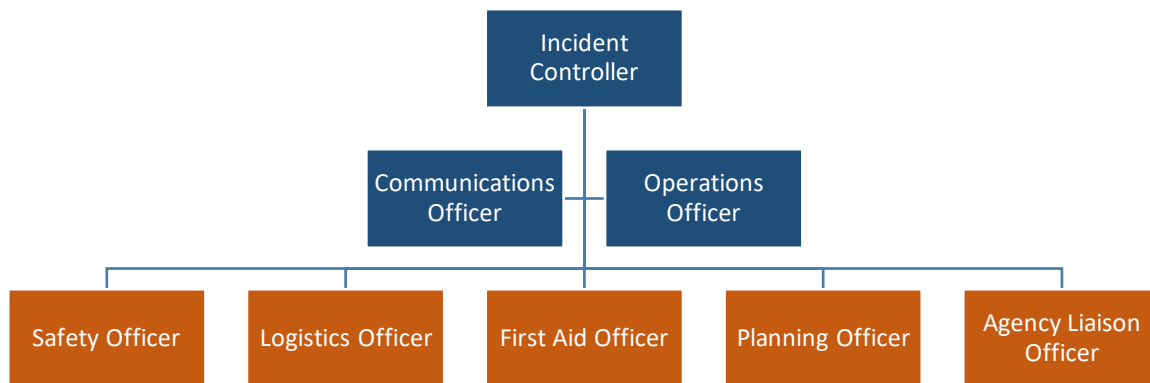 Incident
Controller
Communications
Officer
Operations
Officer
Safety Officer
Logistics Officer
First Aid Officer
Planning Officer
Agency Liaison
Officer